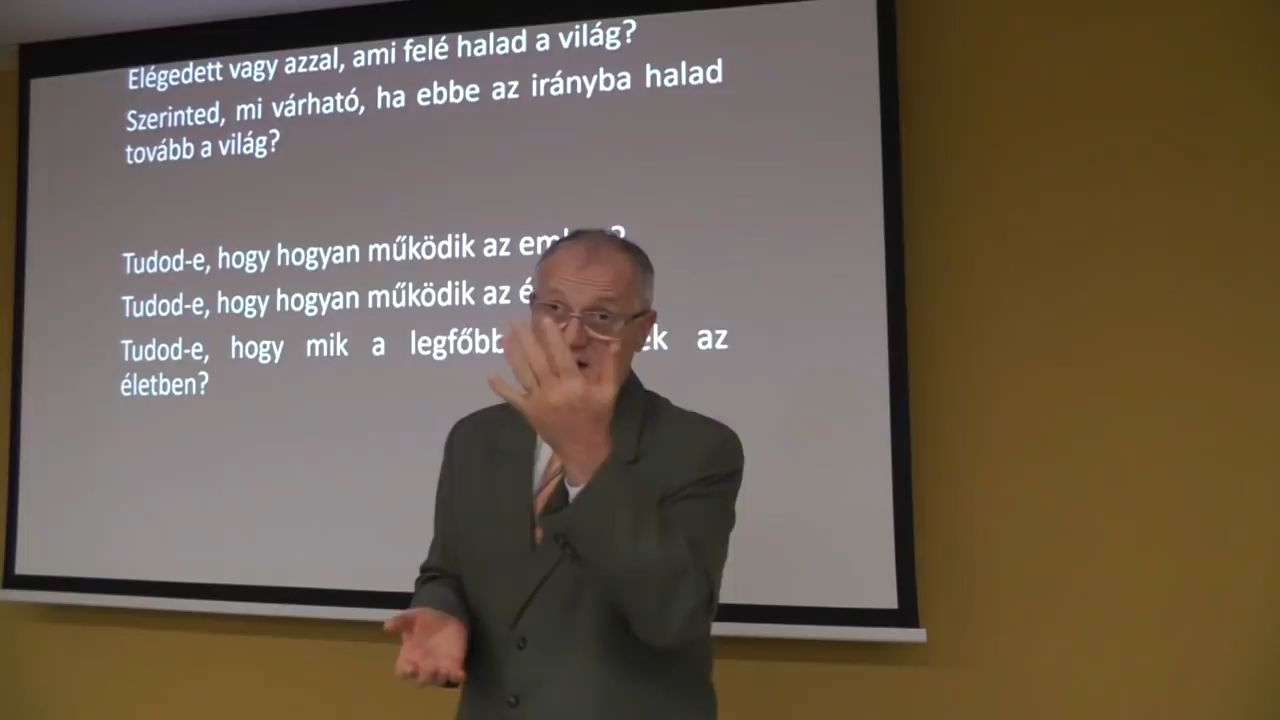 Elégedett vagy azzal, ami felé halad a világ?
Szerinted, mi várható, ha ebbe az irányba halad
tovább a világ?
Tudod-e, hogy hogyan működik az
Tudod-e, hogy hogyan működik az
Tudod-e, hogy mik a az
életben?